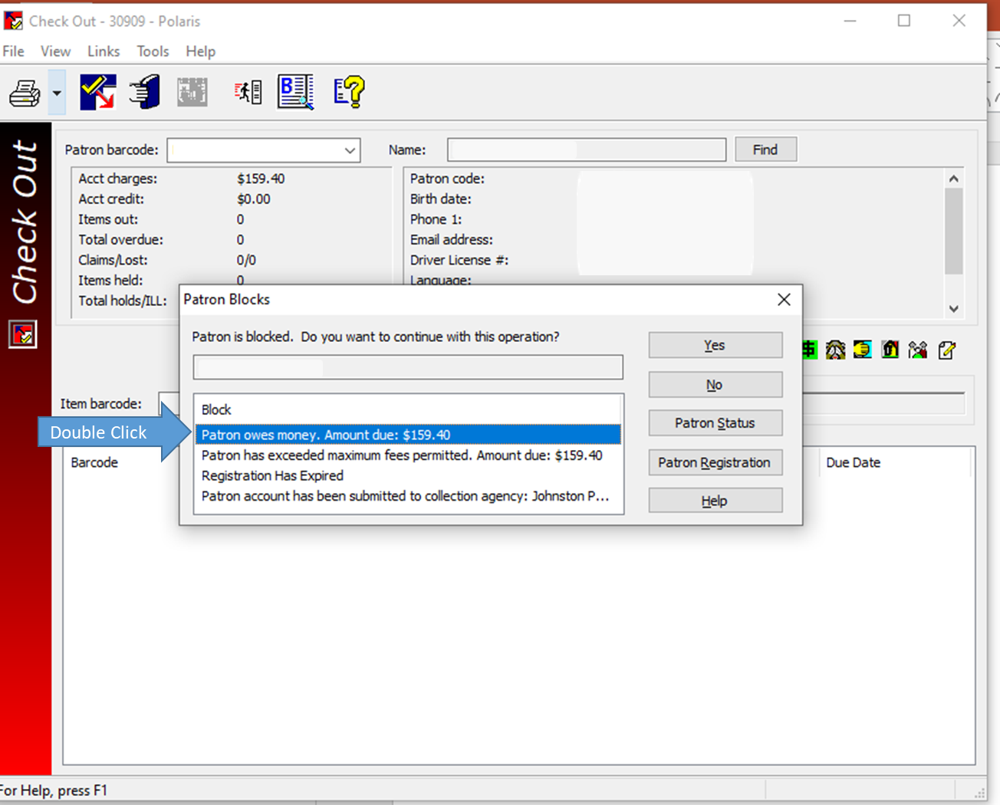 Check Out - 30909 - Polaris
File View Links Tools Help
Check Out
Patron barcode: Name: Find
Acct charges: $159.40
Acct credit: $0.00
Items out: 0
Total overdue: 0
Claims/Lost: 0/0
Items held: 0
Total holds/ILL:
Patron code:
Birth date:
Phone 1:
Email address:
Driver License #:
Language:
Patron Blocks
Patron is blocked. Do you want to continue with this operation?
Block
Patron owes money. Amount due: $159.40
Patron has exceeded maximum fees permitted. Amount due: $159.40
Registration Has Expired
Patron account has been submitted to collection agency: Johnston P...
Yes
No
Patron Status
Patron Registration
Help
Item barcode:
Double Click
Barcode Due Date
For Help, press F1